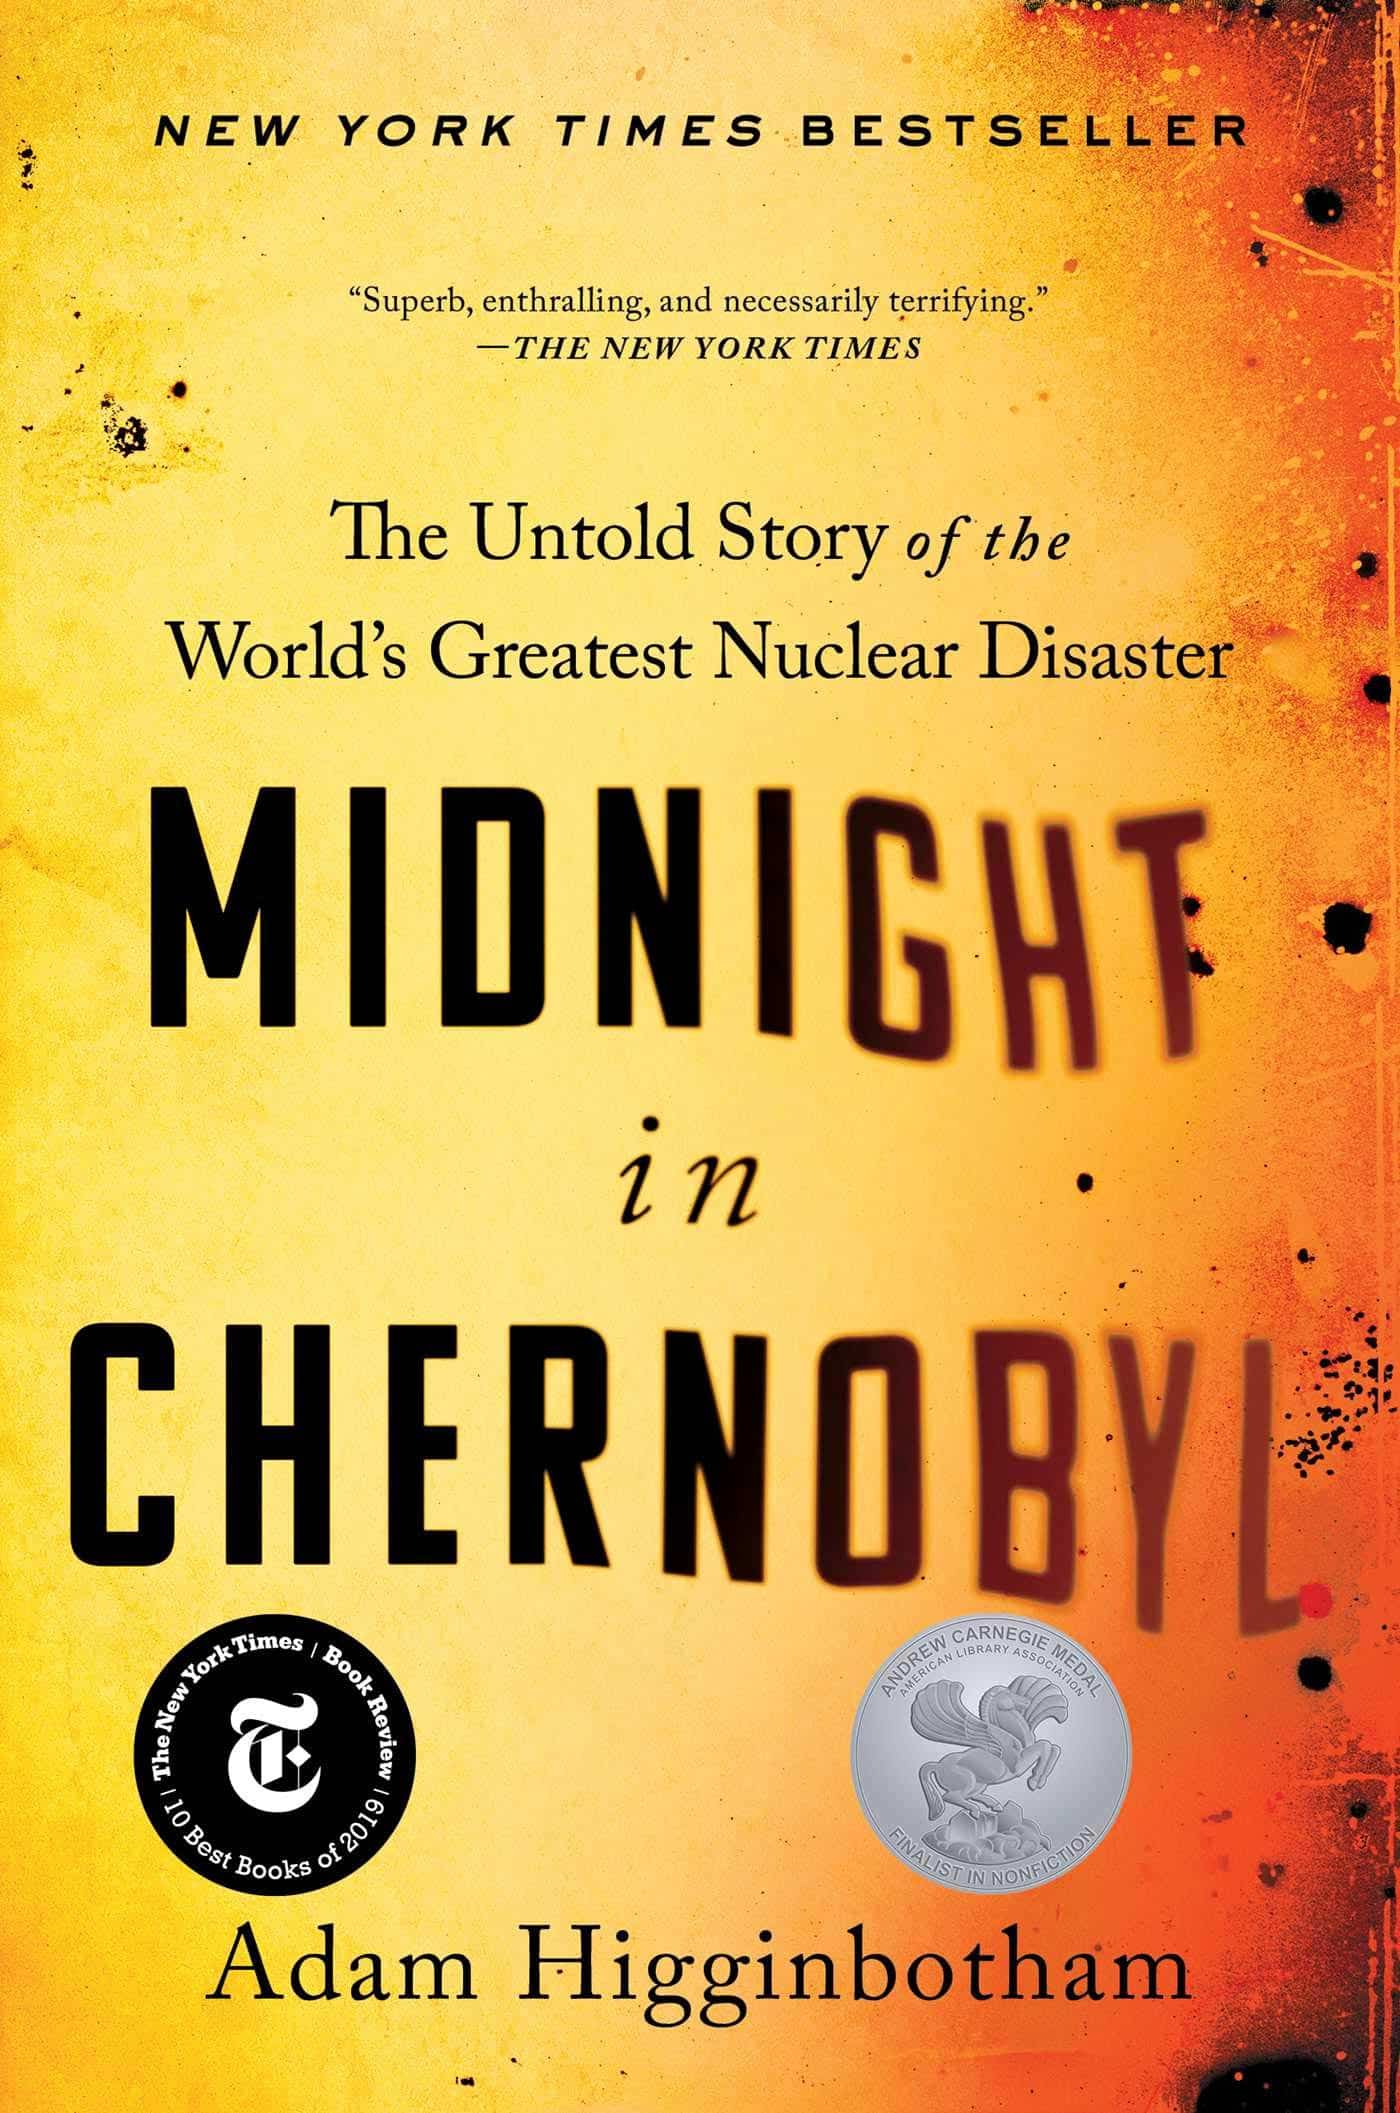 NEW YORK TIMES BESTSELLER
“Superb, enthralling, and necessarily terrifying.”
—THE NEW YORK TIMES
The Untold Story of the
World’s Greatest Nuclear Disaster
MIDNIGHT
in
CHERNOBYL
The New York Times | Book Review
T
| 10 Best Books of 2019 |
ANDREW CARNEGIE MEDAL
AMERICAN LIBRARY ASSOCIATION
FINALIST IN NONFICTION
Adam Higginbotham